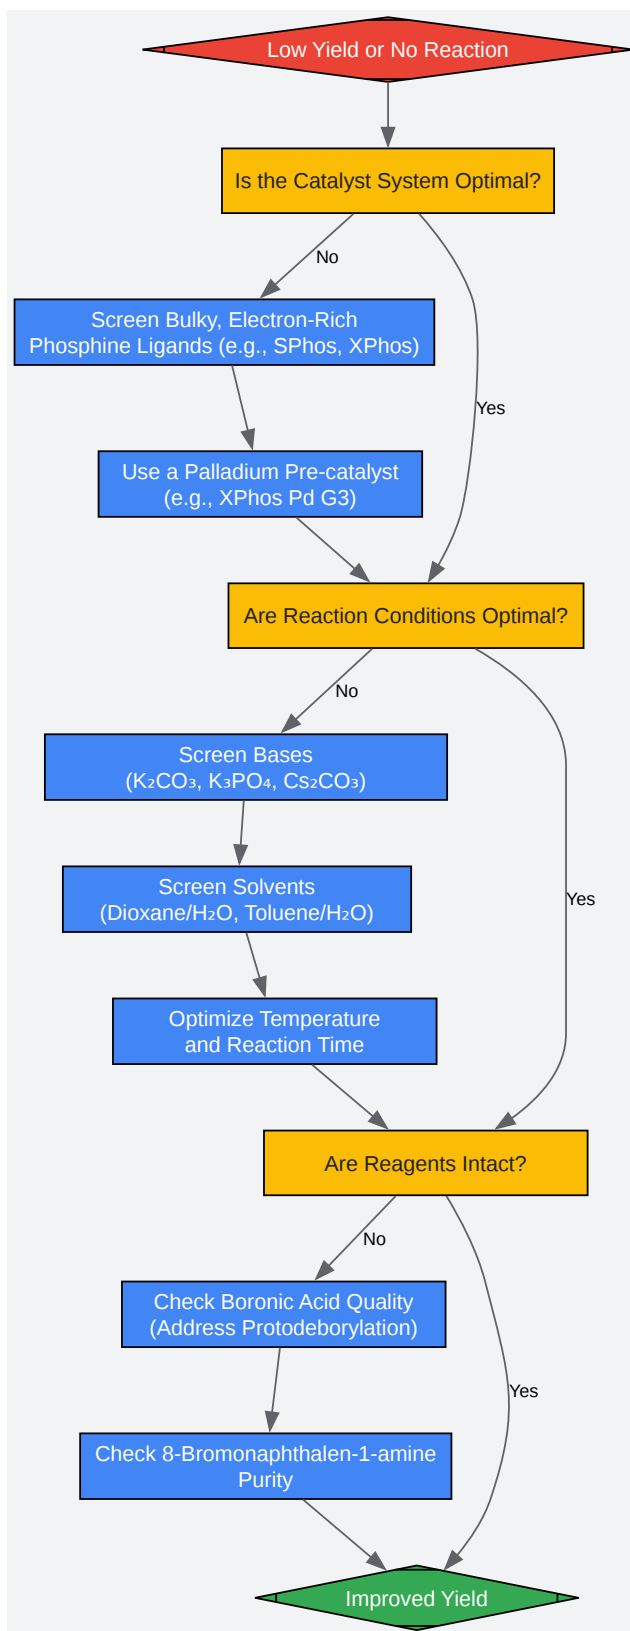 Low Yield or No Reaction
Is the Catalyst System Optimal?
No
Screen Bulky, Electron-Rich
Phosphine Ligands (e.g., SPhos, XPhos)
Yes
Use a Palladium Pre-catalyst
(e.g., XPhos Pd G3)
Are Reaction Conditions Optimal?
No
Screen Bases
(K₂CO₃, K₃PO₄, Cs₂CO₃)
Screen Solvents
(Dioxane/H₂O, Toluene/H₂O)
Yes
Optimize Temperature
and Reaction Time
Are Reagents Intact?
No
Check Boronic Acid Quality
(Address Protodeborylation)
Yes
Check 8-Bromonaphthalen-1-amine
Purity
Improved Yield